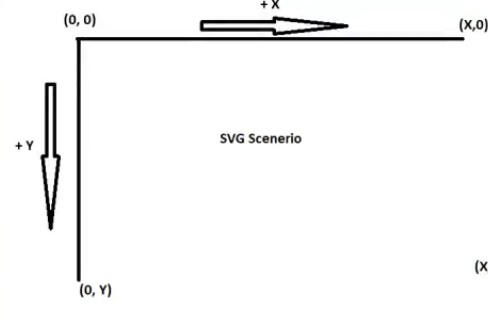 + X
(0, 0)
(X,0)
SVG Scenerio
+ Y
(X
(0, Y)